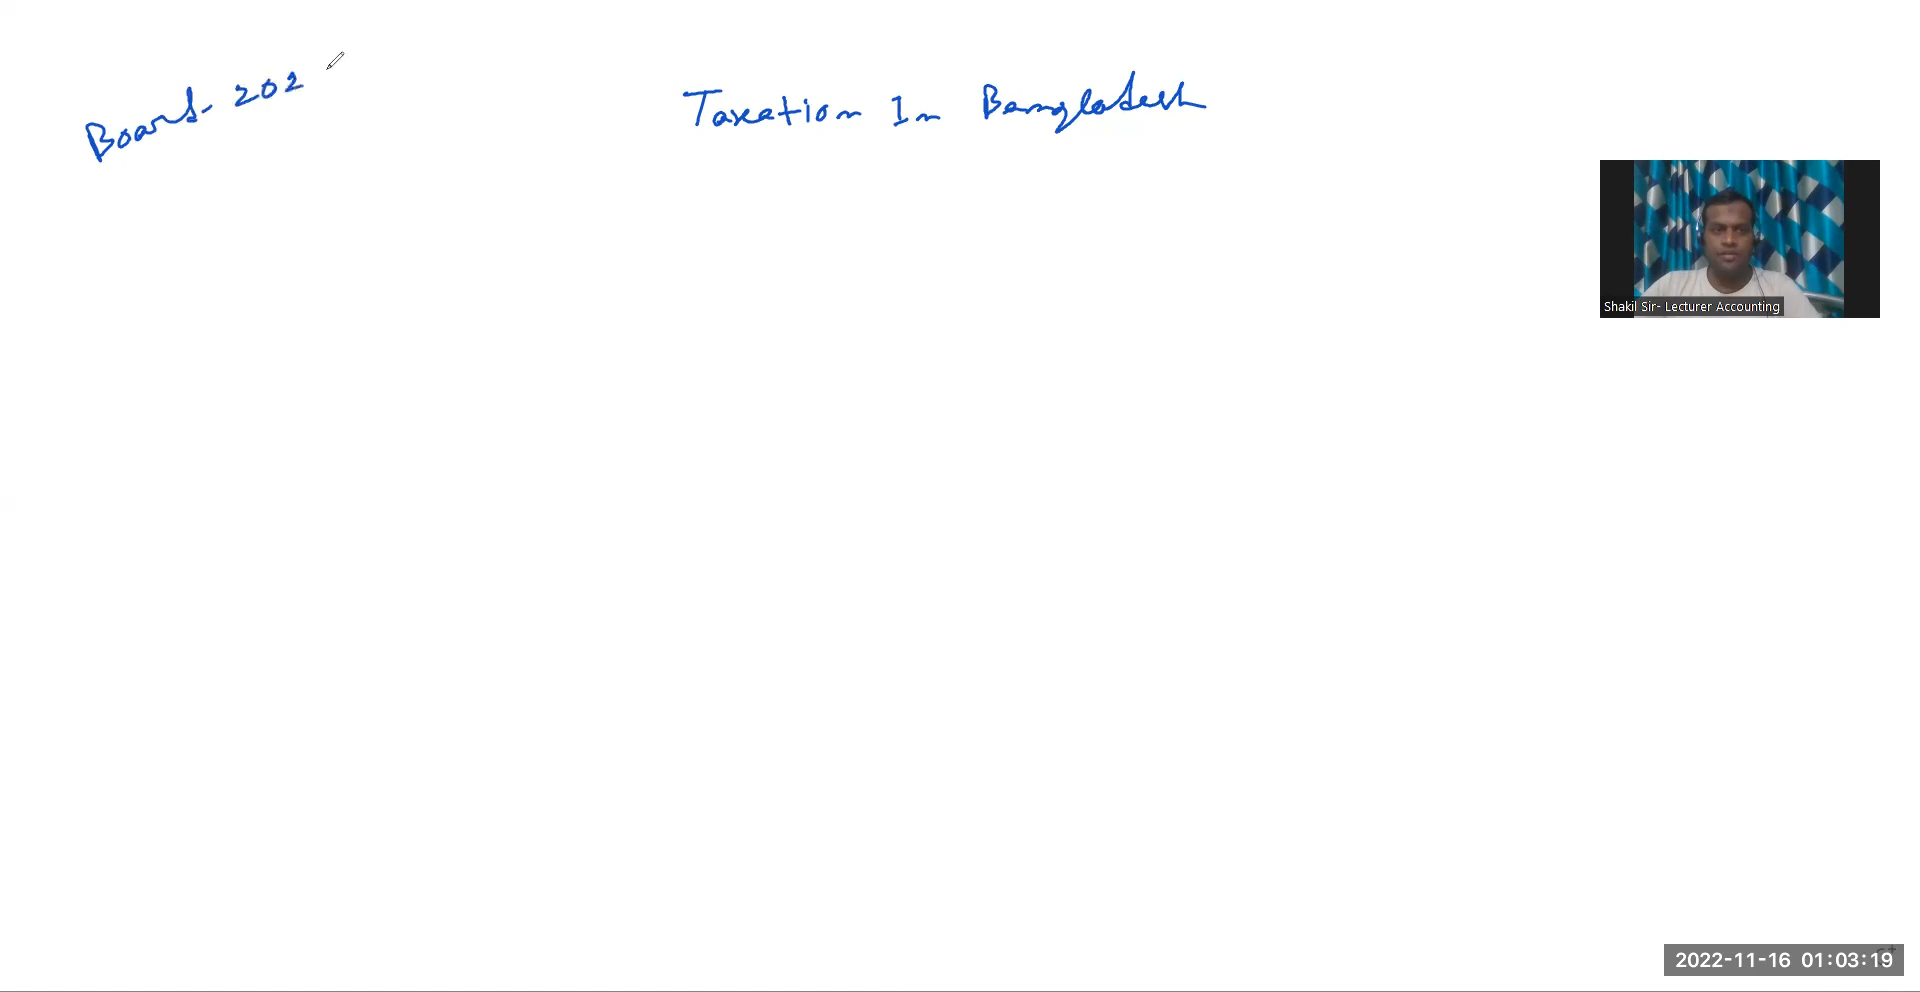 Board- 202
Taxation In Bangladesh
Shakil Sir- Lecturer Accounting
2022-11-16 01:03:19